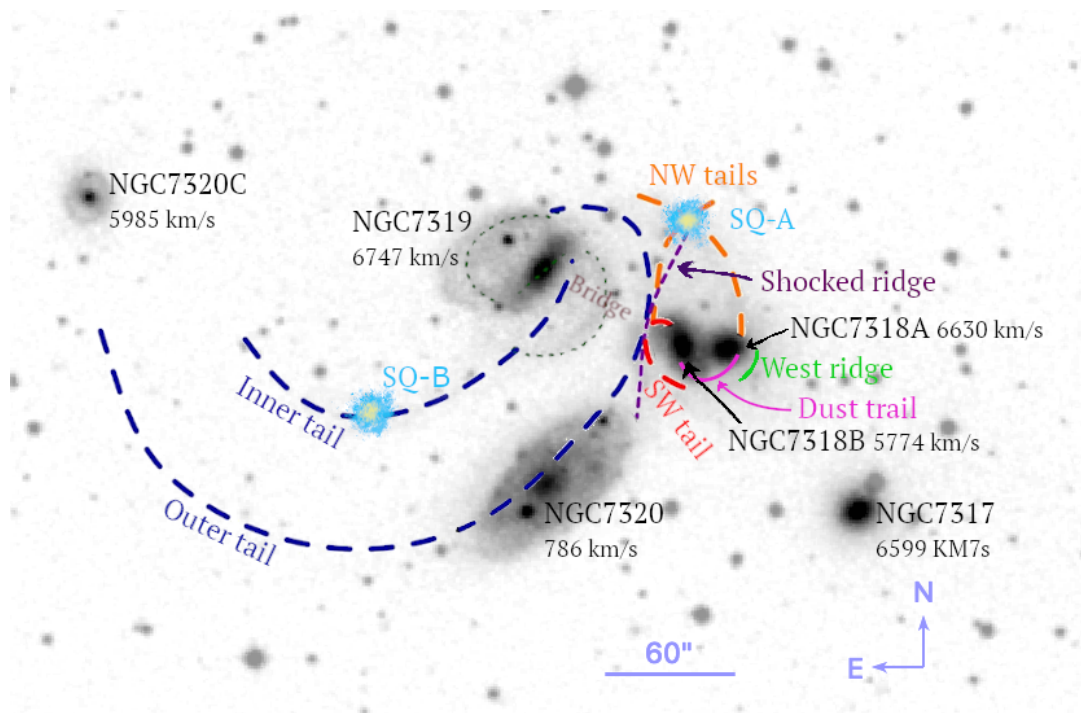 NW tails
NGC7320C
5985 km/s
NGC7319
6747 km/s
SQ-A
Bridge
Shocked ridge
NGC7318A 6630 km/s
West ridge
SQ-B
Inner tail
SW tail
Dust trail
NGC7318B 5774 km/s
Outer tail
NGC7320
786 km/s
NGC7317
6599 KM7s
N
60"
E